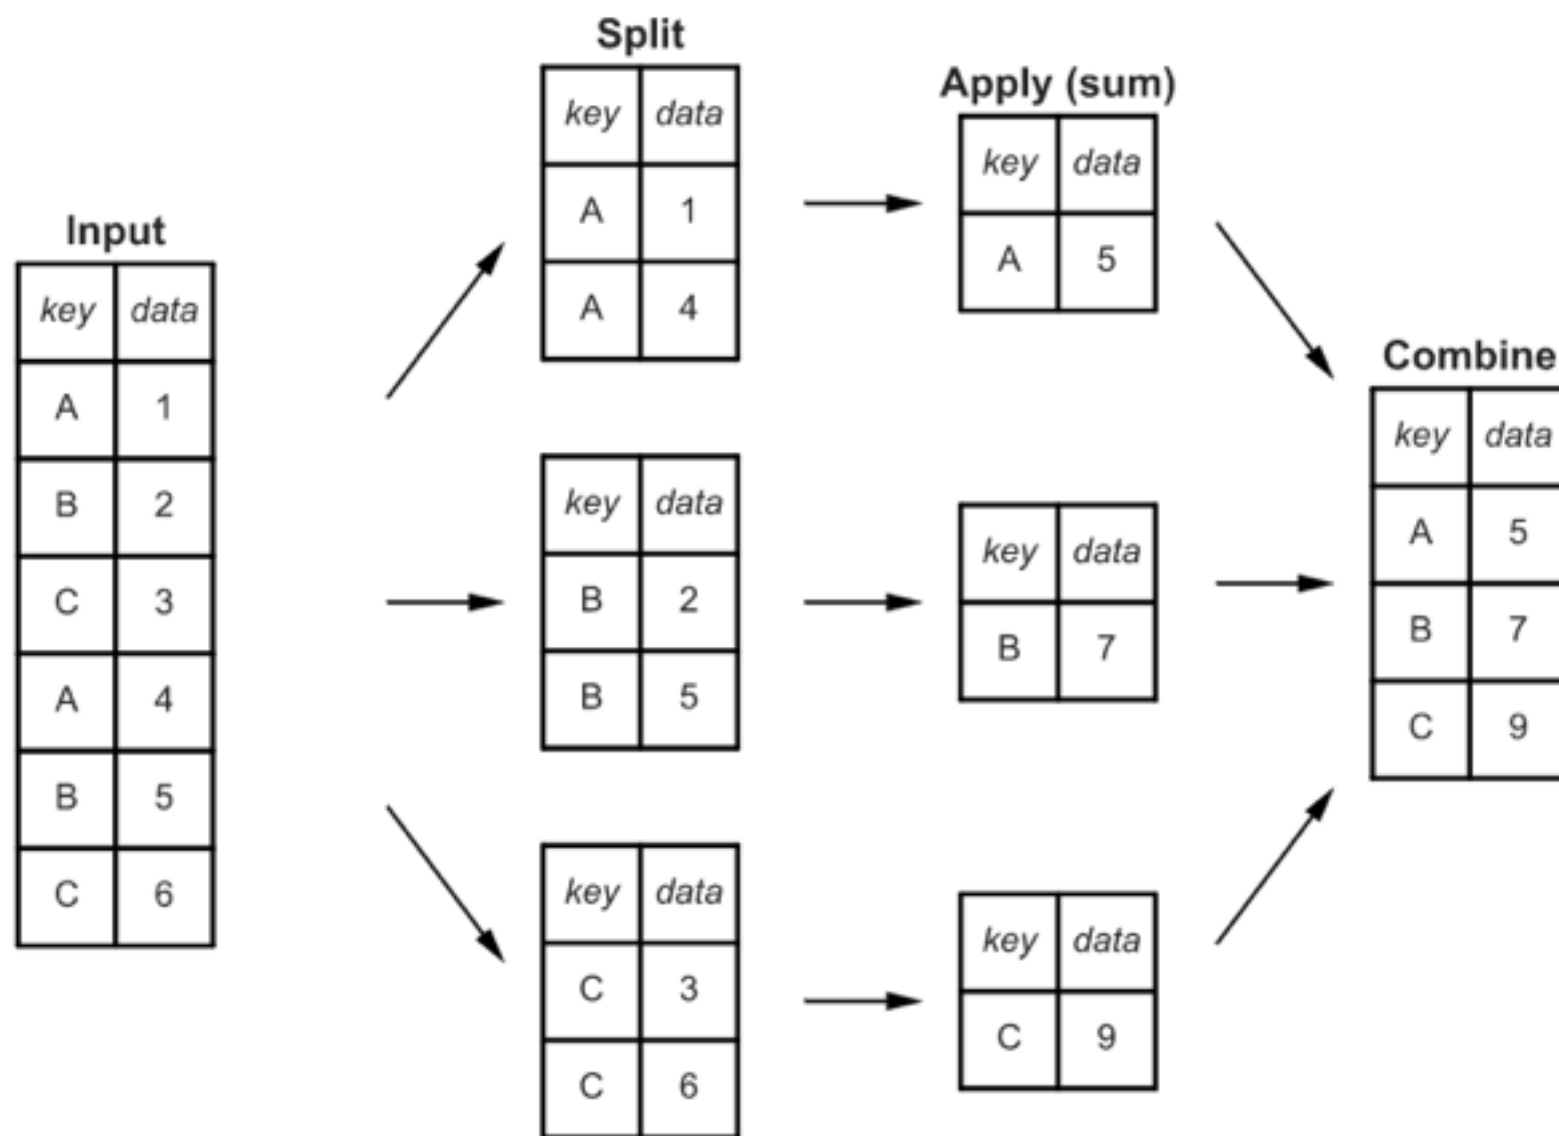 Input
key data
A 1
B 2
C 3
A 4
B 5
C 6
Split
key data
A 1
A 4
key data
B 2
B 5
key data
C 3
C 6
Apply (sum)
key data
A 5
key data
B 7
key data
C 9
Combine
key data
A 5
B 7
C 9